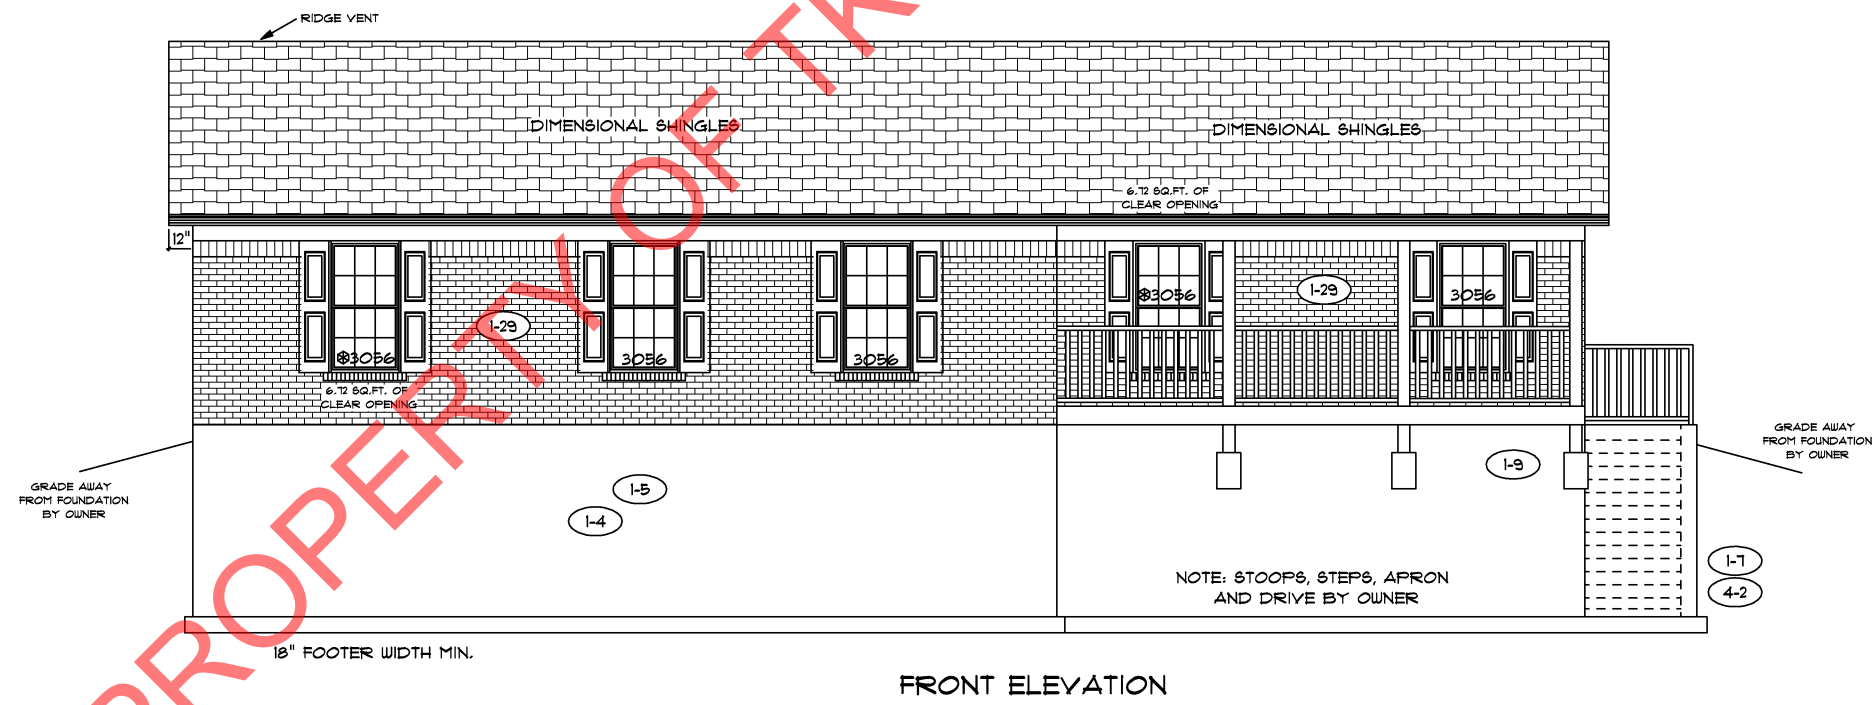 RIDGE VENT
DIMENSIONAL SHINGLES
DIMENSIONAL SHINGLES
6.72 SQ.FT. OF
CLEAR OPENING
12"
1-29
1-29
✻3056
3056
3056
✻3056
3056
6.72 SQ.FT. OF
CLEAR OPENING
GRADE AWAY
FROM FOUNDATION
BY OWNER
GRADE AWAY
FROM FOUNDATION
BY OWNER
1-5
1-4
1-9
1-7
4-2
NOTE: STOOPS, STEPS, APRON
AND DRIVE BY OWNER
18" FOOTER WIDTH MIN.
FRONT ELEVATION
PROPERTY OF TK